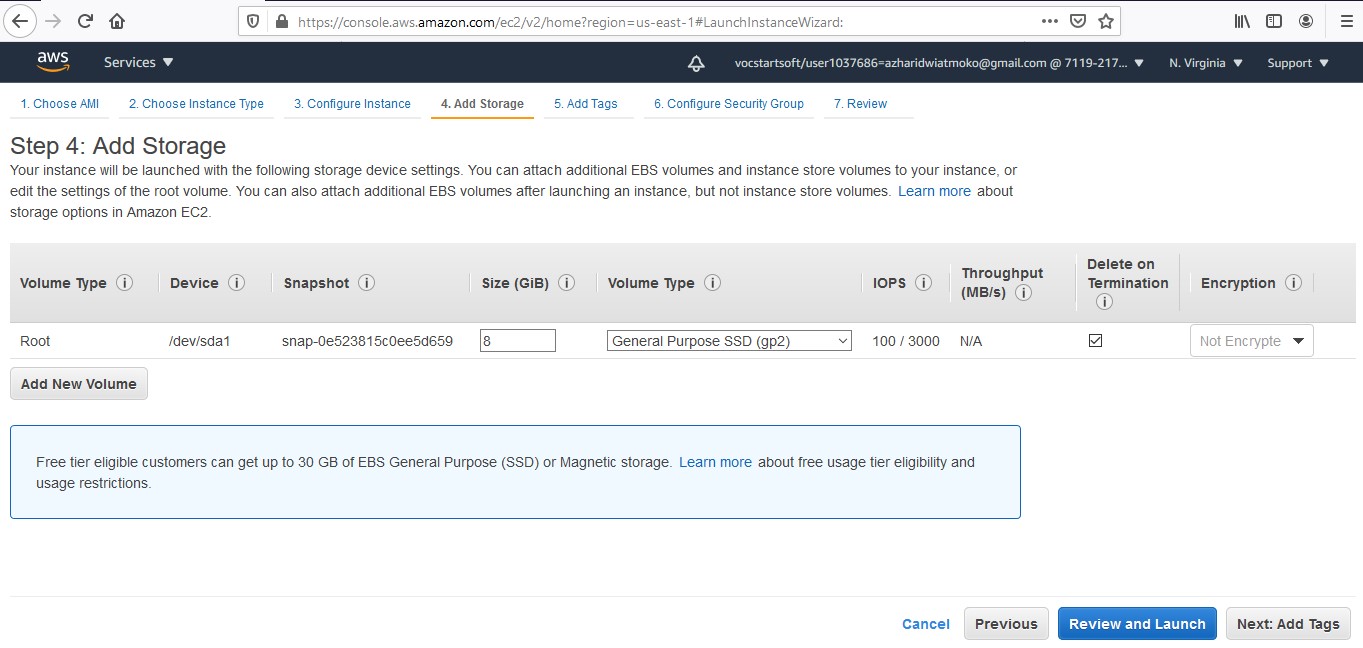 https://console.aws.amazon.com/ec2/v2/home?region=us-east-1#LaunchInstanceWizard:
aws Services vocstartsoft/user1037686=azharidwiatmoko@gmail.com @ 7119-217... N. Virginia Support
1. Choose AMI 2. Choose Instance Type 3. Configure Instance 4. Add Storage 5. Add Tags 6. Configure Security Group 7. Review
Step 4: Add Storage
Your instance will be launched with the following storage device settings. You can attach additional EBS volumes and instance store volumes to your instance, or
edit the settings of the root volume. You can also attach additional EBS volumes after launching an instance, but not instance store volumes. Learn more about
storage options in Amazon EC2.
Volume Type i Device i Snapshot i Size (GiB) i Volume Type i IOPS i Throughput (MB/s) i Delete on Termination i Encryption i
Root /dev/sda1 snap-0e523815c0ee5d659 8 General Purpose SSD (gp2) 100 / 3000 N/A Not Encrypte
Add New Volume
Free tier eligible customers can get up to 30 GB of EBS General Purpose (SSD) or Magnetic storage. Learn more about free usage tier eligibility and
usage restrictions.
Cancel Previous Review and Launch Next: Add Tags